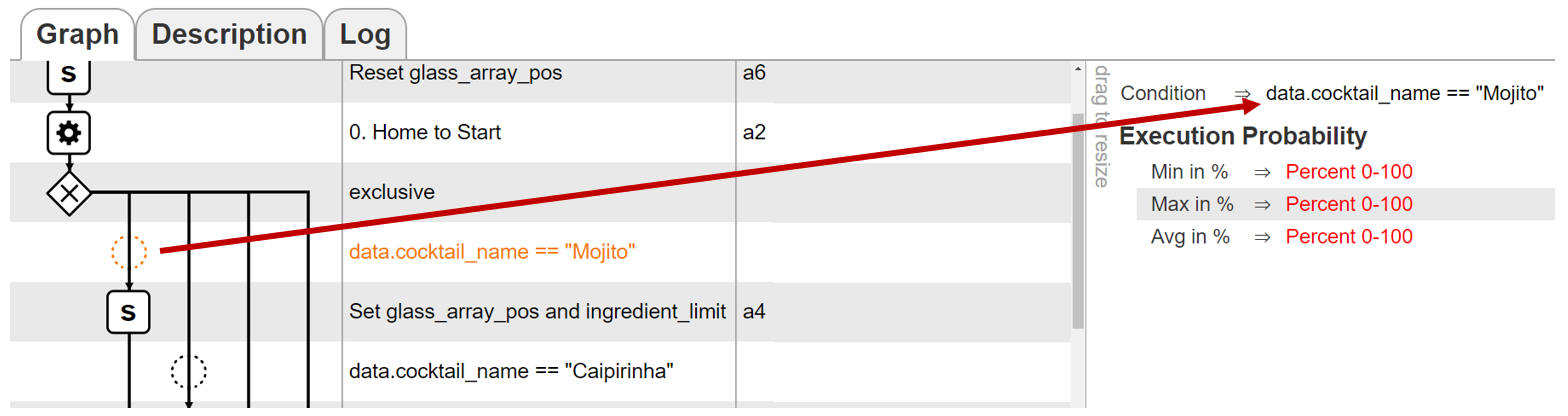 Graph Description Log
s Reset glass_array_pos a6
0. Home to Start a2
exclusive
data.cocktail_name == "Mojito"
s Set glass_array_pos and ingredient_limit a4
data.cocktail_name == "Caipirinha"
drag to resize
Condition ⇒ data.cocktail_name == "Mojito"
Execution Probability
Min in % ⇒ Percent 0-100
Max in % ⇒ Percent 0-100
Avg in % ⇒ Percent 0-100